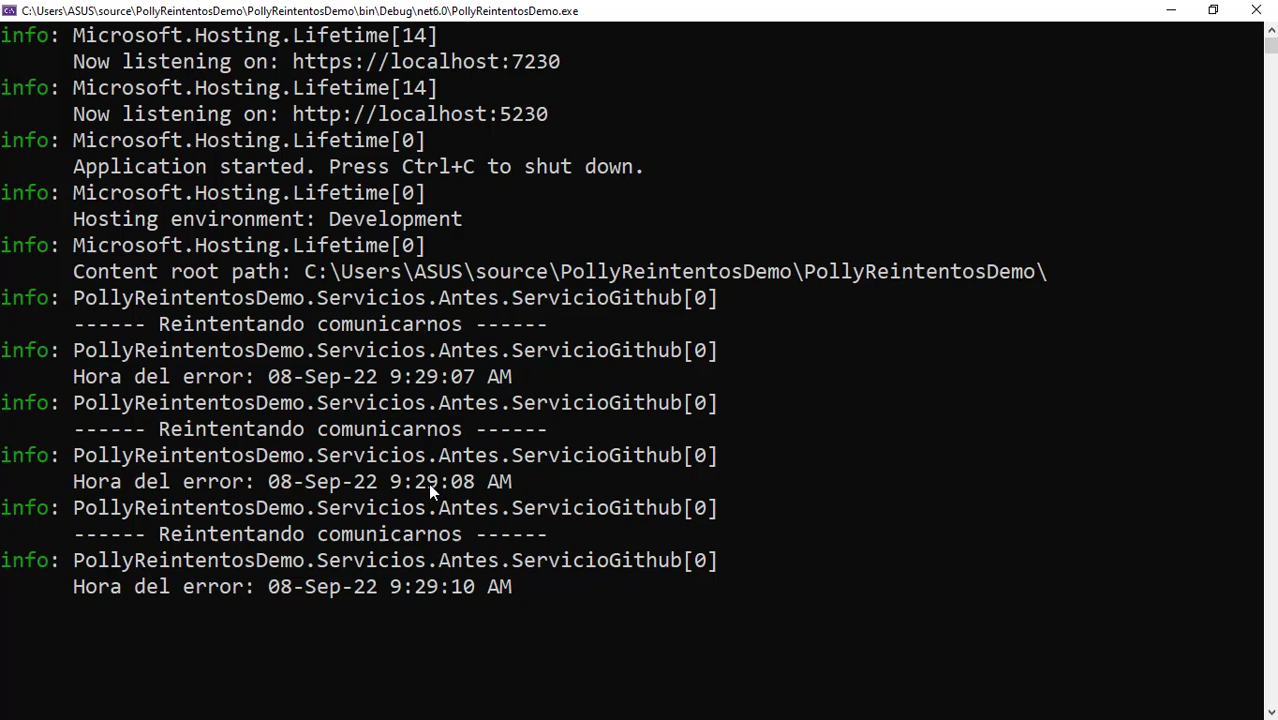 C:\Users\ASUS\source\PollyReintentosDemo\PollyReintentosDemo\bin\Debug\net6.0\PollyReintentosDemo.exe
info: Microsoft.Hosting.Lifetime[14]
Now listening on: https://localhost:7230
info: Microsoft.Hosting.Lifetime[14]
Now listening on: http://localhost:5230
info: Microsoft.Hosting.Lifetime[0]
Application started. Press Ctrl+C to shut down.
info: Microsoft.Hosting.Lifetime[0]
Hosting environment: Development
info: Microsoft.Hosting.Lifetime[0]
Content root path: C:\Users\ASUS\source\PollyReintentosDemo\PollyReintentosDemo\
info: PollyReintentosDemo.Servicios.Antes.ServicioGithub[0]
------ Reintentando comunicarnos ------
info: PollyReintentosDemo.Servicios.Antes.ServicioGithub[0]
Hora del error: 08-Sep-22 9:29:07 AM
info: PollyReintentosDemo.Servicios.Antes.ServicioGithub[0]
------ Reintentando comunicarnos ------
info: PollyReintentosDemo.Servicios.Antes.ServicioGithub[0]
Hora del error: 08-Sep-22 9:29:08 AM
info: PollyReintentosDemo.Servicios.Antes.ServicioGithub[0]
------ Reintentando comunicarnos ------
info: PollyReintentosDemo.Servicios.Antes.ServicioGithub[0]
Hora del error: 08-Sep-22 9:29:10 AM